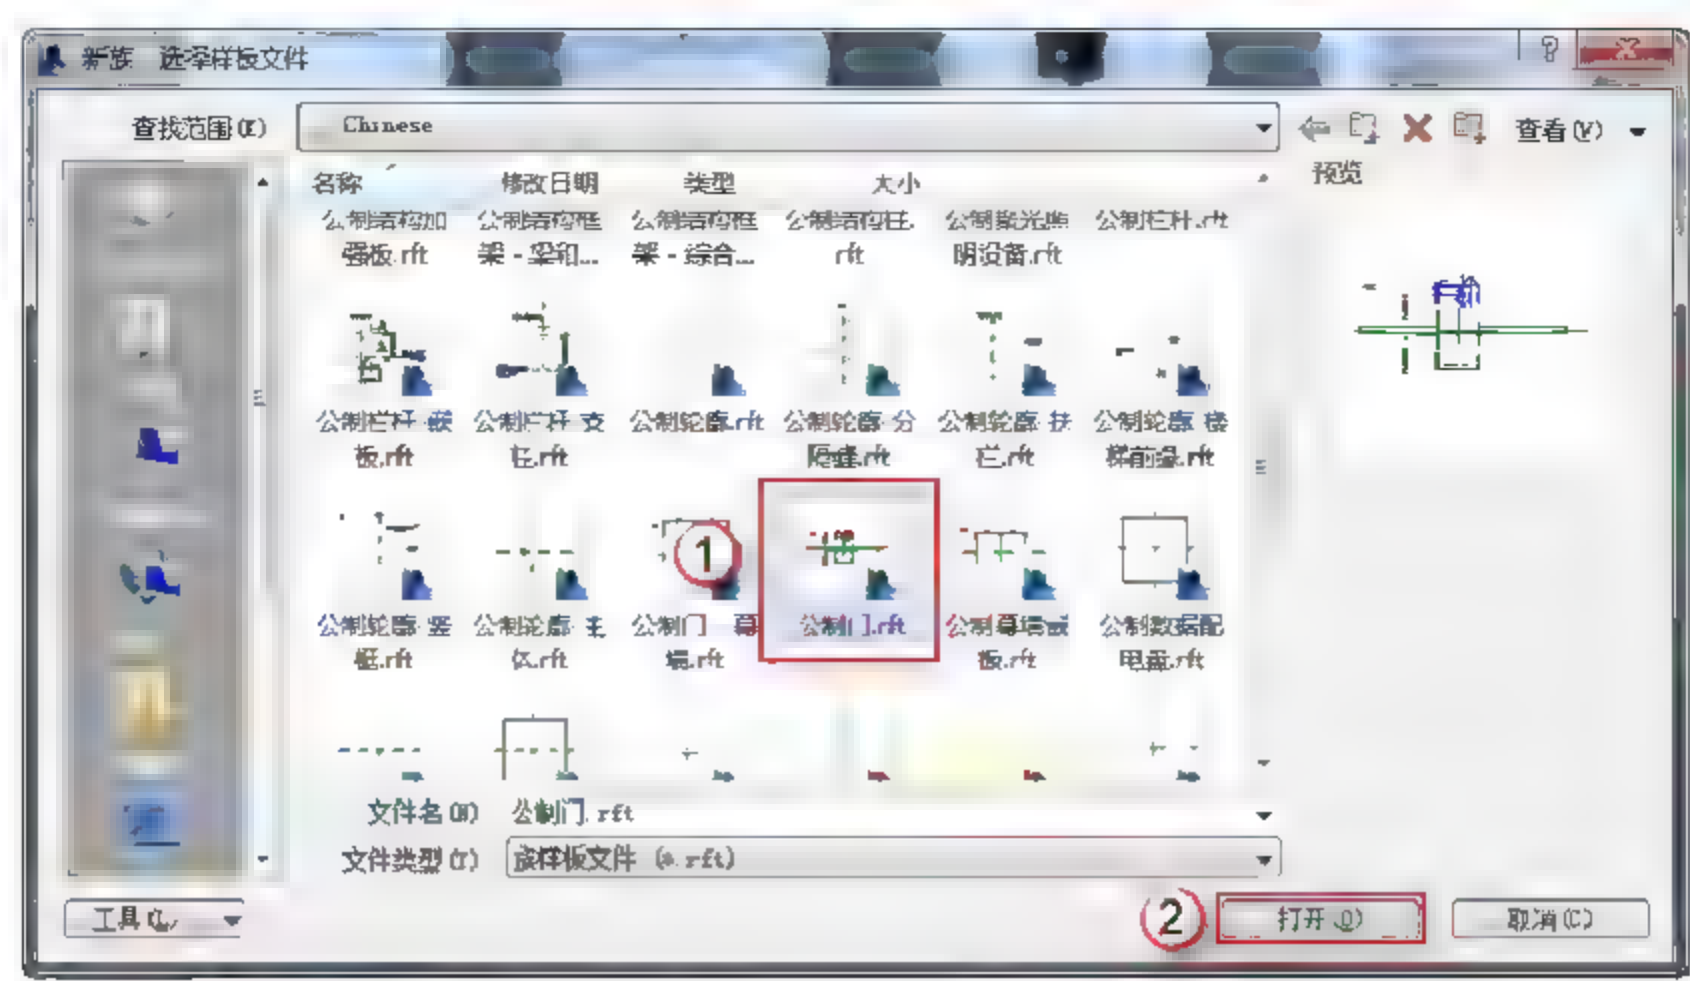 新族 选择样板文件
查找范围(I) Chinese 查看(V)
名称 修改日期 类型 大小 预览
公制结构加 公制结构框 公制结构框 公制结构柱. 公制聚光照 公制栏杆.rft
强板.rft 架 - 梁和... 架 - 综合... rft 明设备.rft
公制栏杆-嵌 公制栏杆-支 公制轮廓.rft 公制轮廓-分 公制轮廓-扶 公制轮廓-楼
板.rft 柱.rft 隔缝.rft 栏.rft 梯前缘.rft
1
公制轮廓-竖 公制轮廓-主 公制门 - 幕 公制门.rft 公制幕墙嵌 公制数据配
梃.rft 体.rft 墙.rft 板.rft 电盘.rft
文件名(N) 公制门.rft
文件类型(T) 族样板文件 (*.rft)
工具(L) 2 打开(O) 取消(C)